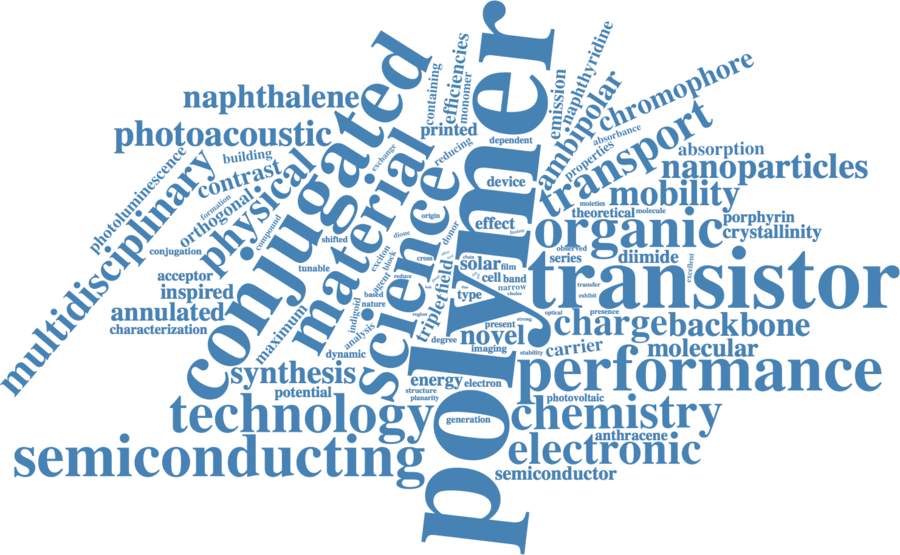 polymer
conjugated
transistor
performance
semiconducting
science
material
technology
organic
transport
multidisciplinary
physical
chemistry
electronic
photoacoustic
naphthalene
nanoparticles
mobility
ambipolar
chromophore
charge
backbone
novel
synthesis
annulated
contrast
inspired
molecular
carrier
crystallinity
porphyrin
absorption
diimide
series
theoretical
molecule
moieties
properties
absorbance
naphthyridine
emission
efficiencies
monomer
containing
printed
dependent
reducing
device
effect
fission
origin
donor
exchange
dione
exciton
block
agent
reduce
based
nature
indigoid
analysis
region
triplet
field
solar
film
cell
band
narrow
choice
type
chain
crom
strong
present
degree
imaging
optical
presence
exhibit
transfer
observed
excellent
stability
energy
electron
structure
planarity
generation
photovoltaic
anthracene
semiconductor
potential
dynamic
maximum
tunable
shifted
compound
orthogonal
formation
building
photoluminescence
conjugation
acceptor
characterization